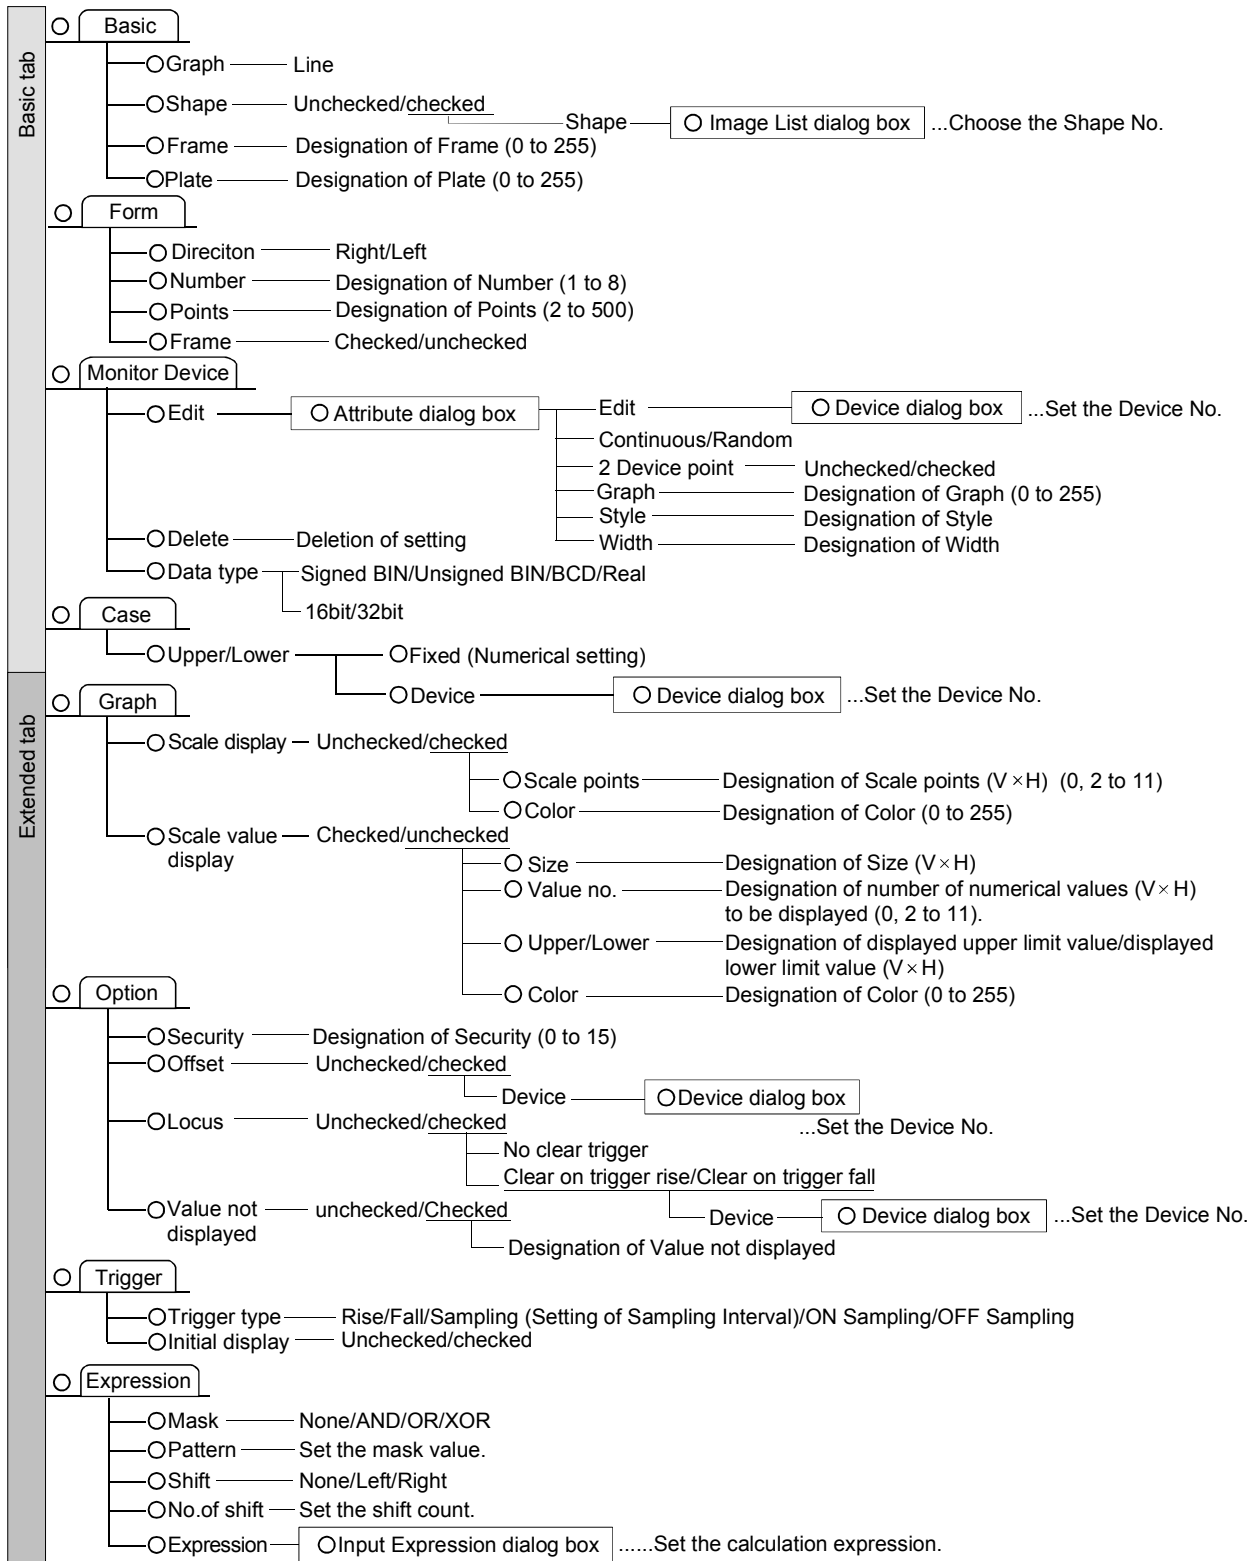 Basic tab
Basic
Graph Line
Shape Unchecked/checked
Shape Image List dialog box ...Choose the Shape No.
Frame Designation of Frame (0 to 255)
Plate Designation of Plate (0 to 255)
Form
Direciton Right/Left
Number Designation of Number (1 to 8)
Points Designation of Points (2 to 500)
Frame Checked/unchecked
Monitor Device
Edit Attribute dialog box Edit Device dialog box ...Set the Device No.
Continuous/Random
2 Device point Unchecked/checked
Graph Designation of Graph (0 to 255)
Style Designation of Style
Width Designation of Width
Delete Deletion of setting
Data type Signed BIN/Unsigned BIN/BCD/Real
16bit/32bit
Case
Upper/Lower Fixed (Numerical setting)
Device Device dialog box ...Set the Device No.
Extended tab
Graph
Scale display Unchecked/checked
Scale points Designation of Scale points (V×H) (0, 2 to 11)
Color Designation of Color (0 to 255)
Scale value Checked/unchecked
display
Size Designation of Size (V×H)
Value no. Designation of number of numerical values (V×H)
to be displayed (0, 2 to 11).
Upper/Lower Designation of displayed upper limit value/displayed
lower limit value (V×H)
Color Designation of Color (0 to 255)
Option
Security Designation of Security (0 to 15)
Offset Unchecked/checked
Device Device dialog box
...Set the Device No.
Locus Unchecked/checked
No clear trigger
Clear on trigger rise/Clear on trigger fall
Device Device dialog box ...Set the Device No.
Value not unchecked/Checked
displayed
Designation of Value not displayed
Trigger
Trigger type Rise/Fall/Sampling (Setting of Sampling Interval)/ON Sampling/OFF Sampling
Initial display Unchecked/checked
Expression
Mask None/AND/OR/XOR
Pattern Set the mask value.
Shift None/Left/Right
No.of shift Set the shift count.
Expression Input Expression dialog box ......Set the calculation expression.